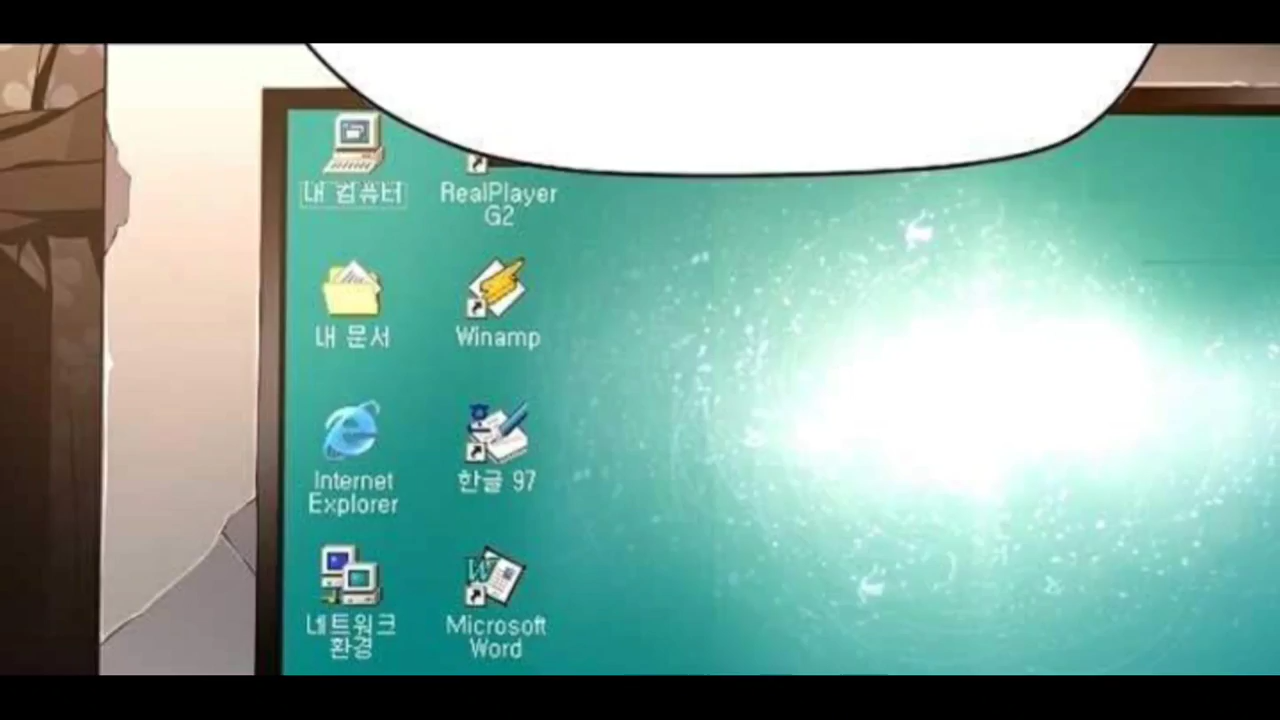 내 컴퓨터
RealPlayer
G2
내 문서
Winamp
Internet
Explorer
한글 97
네트워크
환경
Microsoft
Word